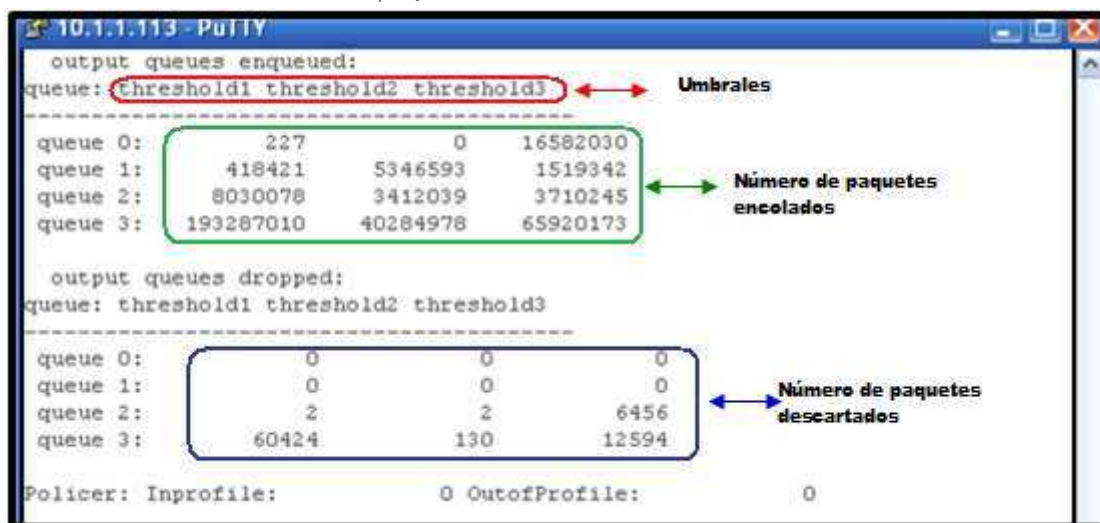 10.1.1.113 - PuTTY
output queues enqueued:
queue: threshold1 threshold2 threshold3
Umbrales
---------------------------------------------
queue 0: 227 0 16582030
queue 1: 418421 5346593 1519342
queue 2: 8030078 3412039 3710245
queue 3: 193287010 40284978 65920173
Número de paquetes
encolados
output queues dropped:
queue: threshold1 threshold2 threshold3
---------------------------------------------
queue 0: 0 0 0
queue 1: 0 0 0
queue 2: 2 2 6456
queue 3: 60424 130 12594
Número de paquetes
descartados
Policer: Inprofile: 0 OutofProfile: 0